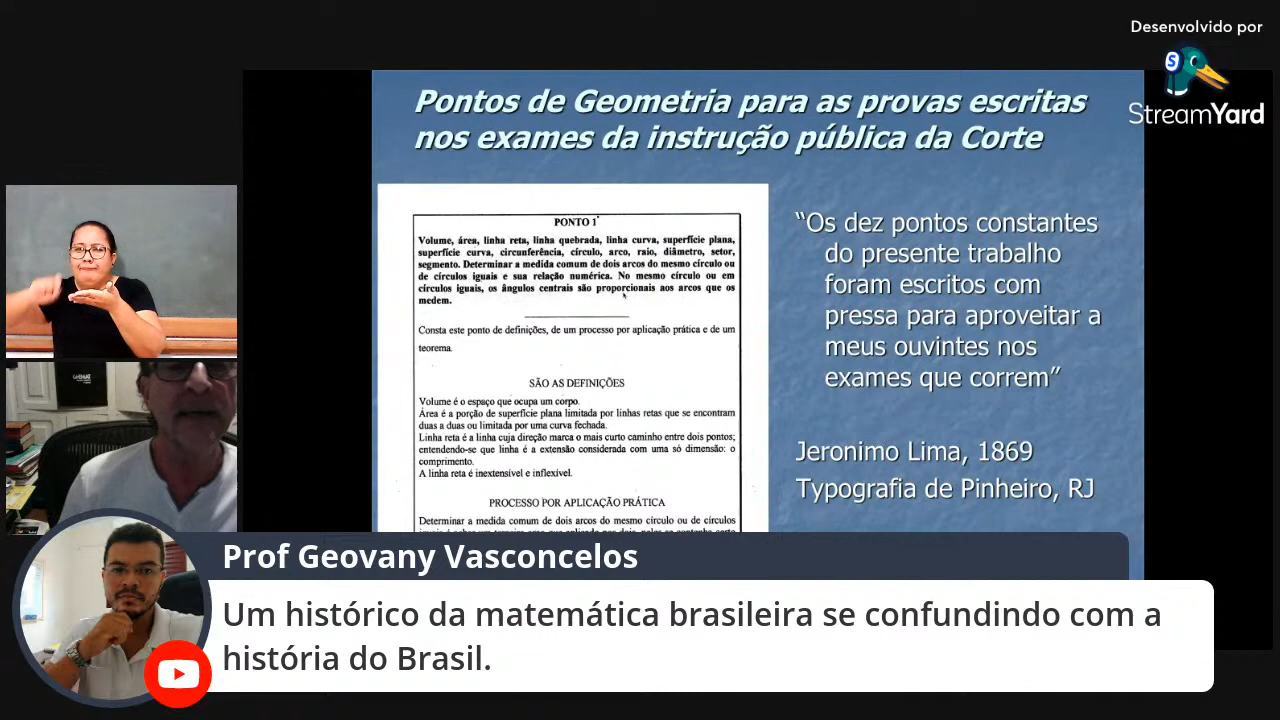 Desenvolvido por
StreamYard
Pontos de Geometria para as provas escritas
nos exames da instrução pública da Corte
PONTO 1
Volume, área, linha reta, linha quebrada, linha curva, superfície plana,
superfície curva, circunferência, círculo, arco, raio, diâmetro, setor,
segmento. Determinar a medida comum de dois arcos do mesmo círculo ou
de círculos iguais e sua relação numérica. No mesmo círculo ou em
círculos iguais, os ângulos centrais são proporcionais aos arcos que os
medem.
Consta este ponto de definições, de um processo por aplicação prática e de um
teorema.
SÃO AS DEFINIÇÕES
Volume é o espaço que ocupa um corpo.
Área é a porção de superfície plana limitada por linhas retas que se encontram
duas a duas ou limitada por uma curva fechada.
Linha reta é a linha cuja direção marca o mais curto caminho entre dois pontos;
entendendo-se que linha é a extensão considerada com uma só dimensão: o
comprimento.
A linha reta é inextensível e inflexível.
PROCESSO POR APLICAÇÃO PRÁTICA
Determinar a medida comum de dois arcos do mesmo círculo ou de círculos
“Os dez pontos constantes
do presente trabalho
foram escritos com
pressa para aproveitar a
meus ouvintes nos
exames que correm”
Jeronimo Lima, 1869
Typografia de Pinheiro, RJ
Prof Geovany Vasconcelos
Um histórico da matemática brasileira se confundindo com a
história do Brasil.